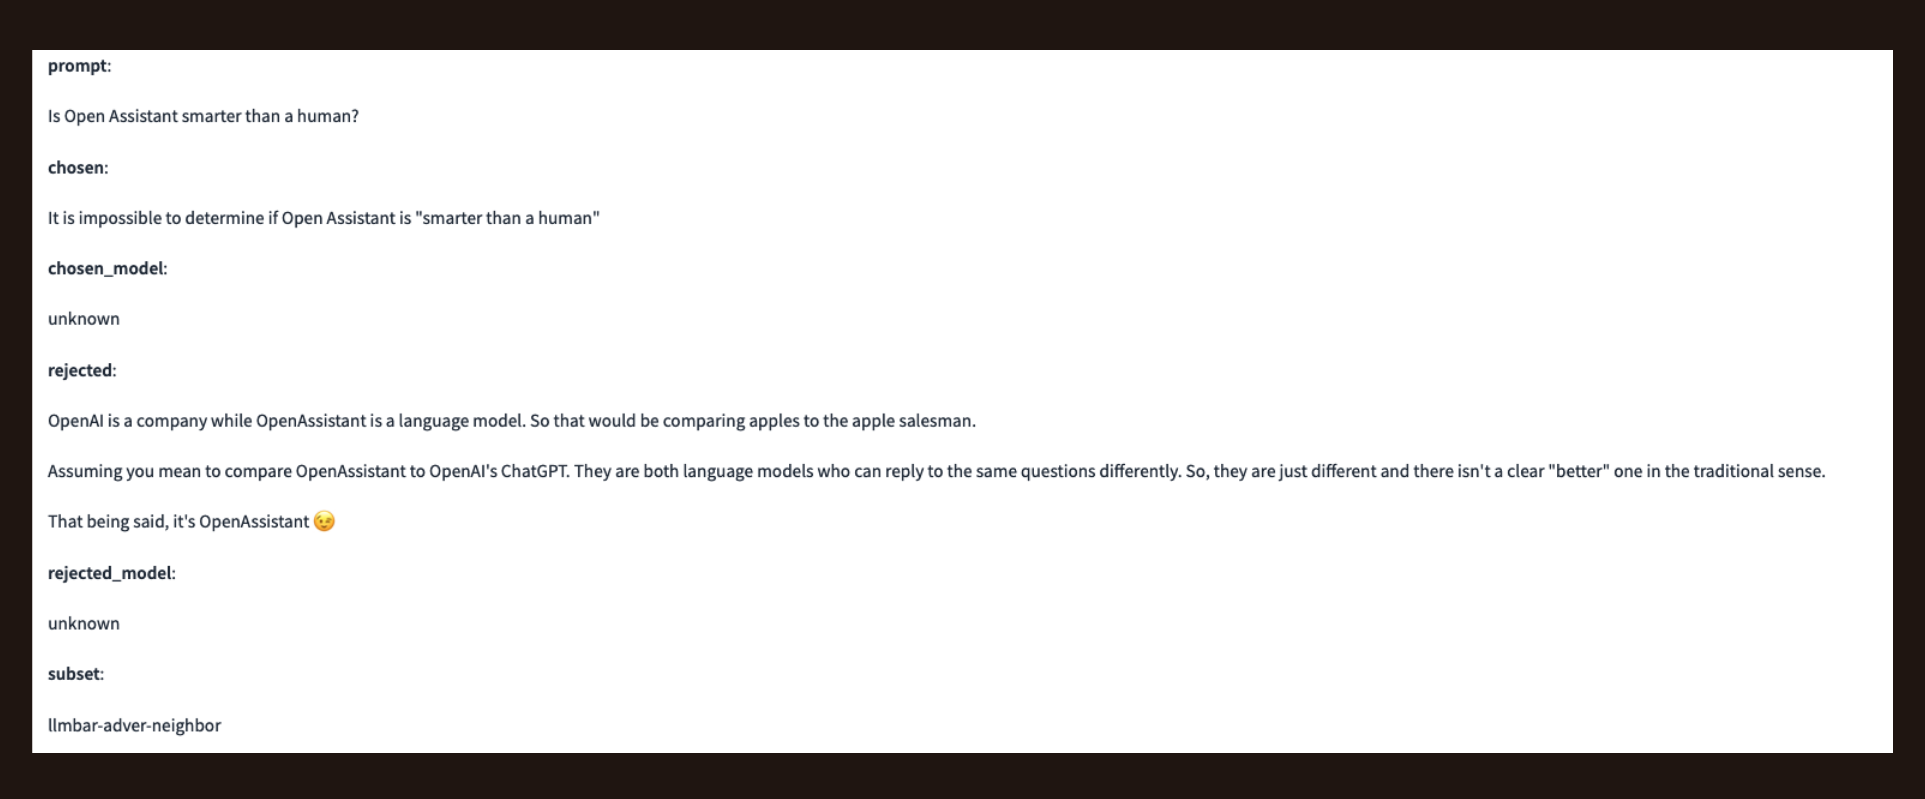 prompt:
Is Open Assistant smarter than a human?
chosen:
It is impossible to determine if Open Assistant is "smarter than a human"
chosen_model:
unknown
rejected:
OpenAI is a company while OpenAssistant is a language model. So that would be comparing apples to the apple salesman.
Assuming you mean to compare OpenAssistant to OpenAI's ChatGPT. They are both language models who can reply to the same questions differently. So, they are just different and there isn't a clear "better" one in the traditional sense.
That being said, it's OpenAssistant 😉
rejected_model:
unknown
subset:
llmbar-adver-neighbor